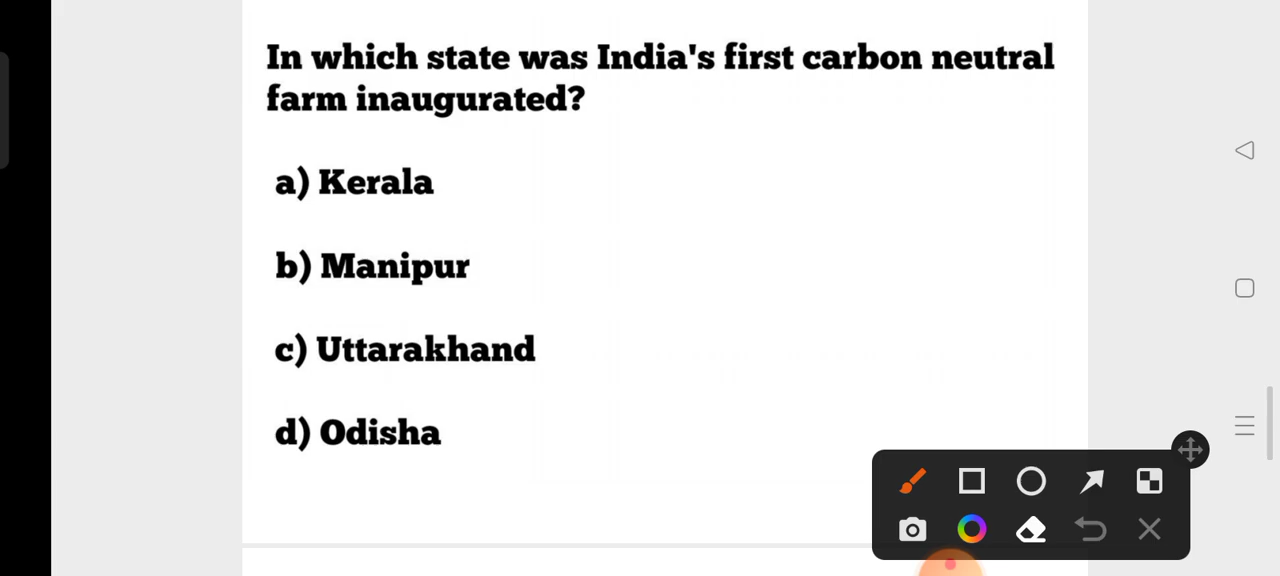 In which state was India's first carbon neutral
farm inaugurated?
a) Kerala
b) Manipur
c) Uttarakhand
d) Odisha